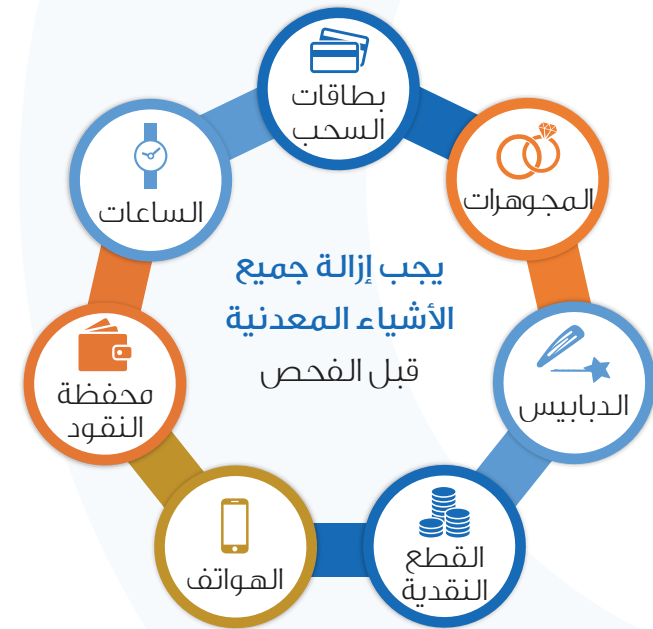 بطاقات
السحب
المجوهرات
الساعات
يجب إزالة جميع
الأشياء المعدنية
قبل الفحص
الدبابيس
محفظة
النقود
القطع
النقدية
الهواتف